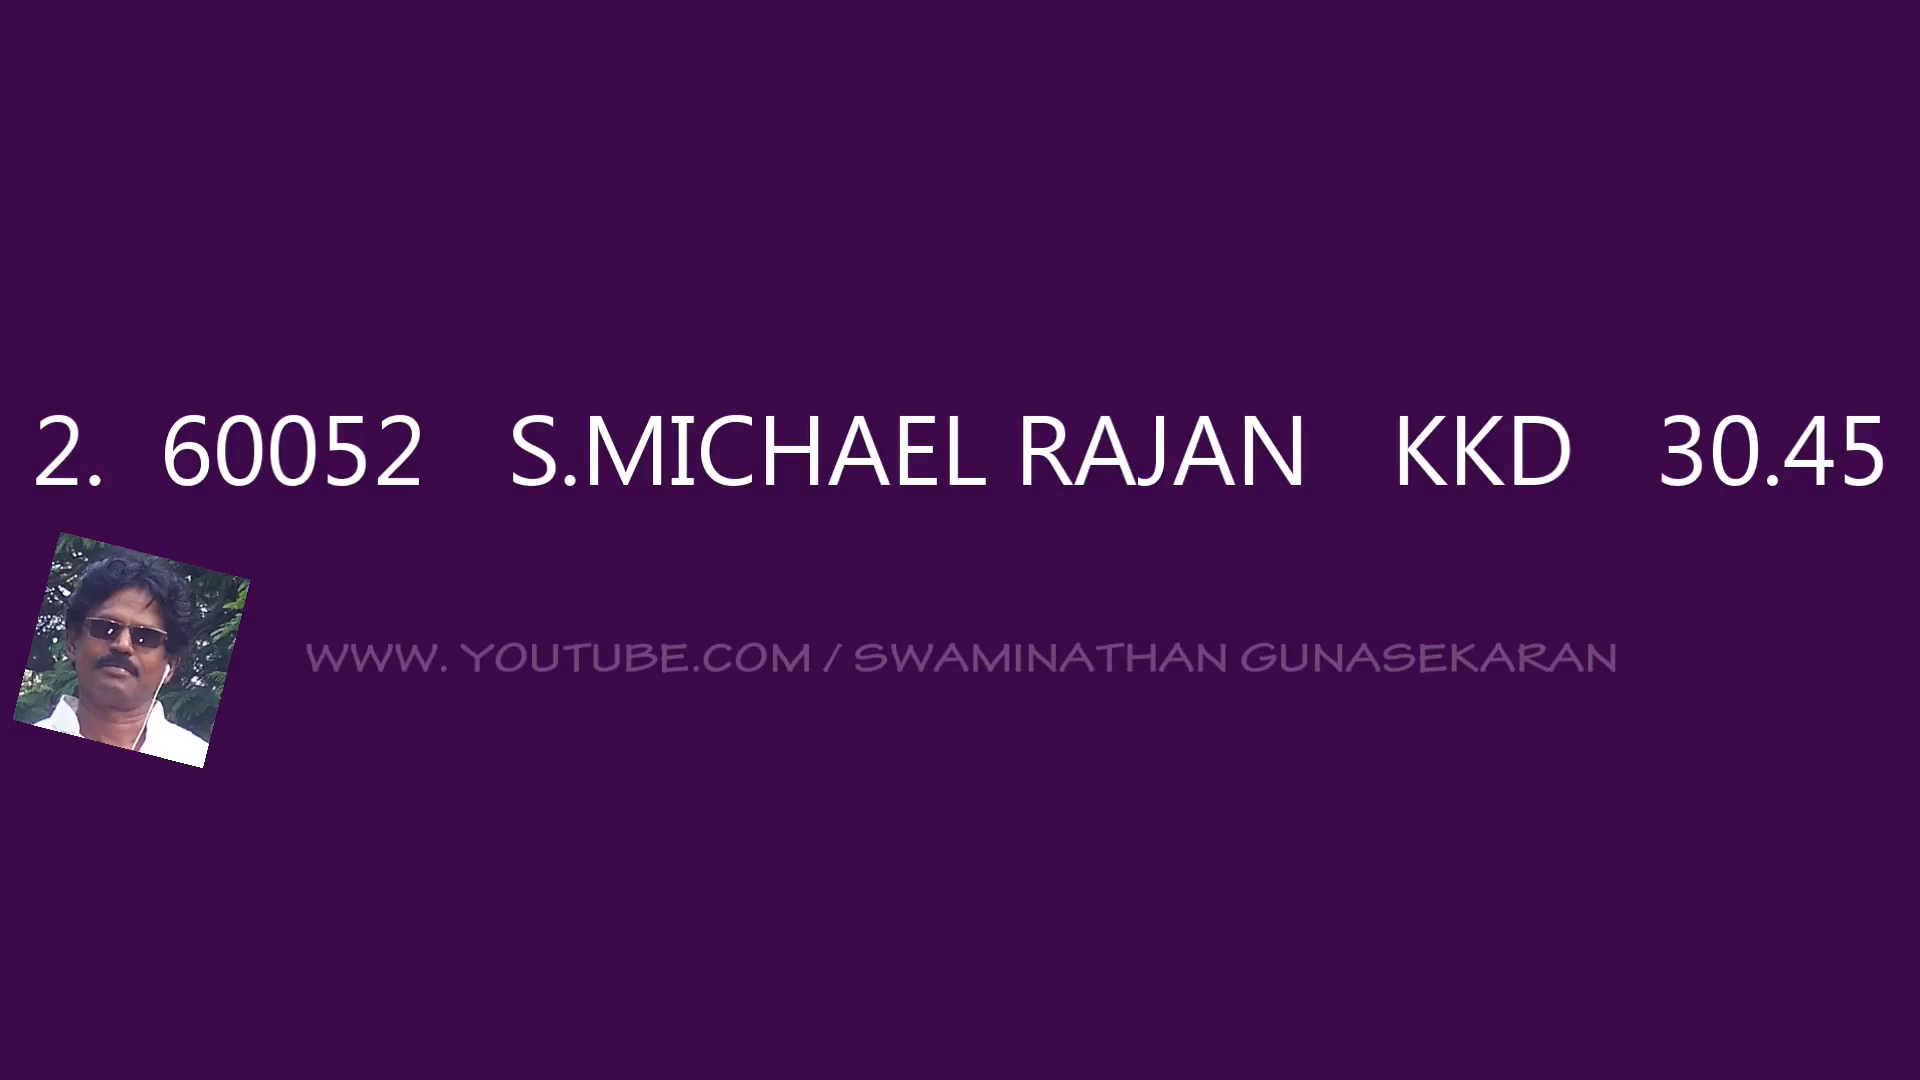 2. 60052 S.MICHAEL RAJAN KKD 30.45
WWW. YOUTUBE.COM / SWAMINATHAN GUNASEKARAN